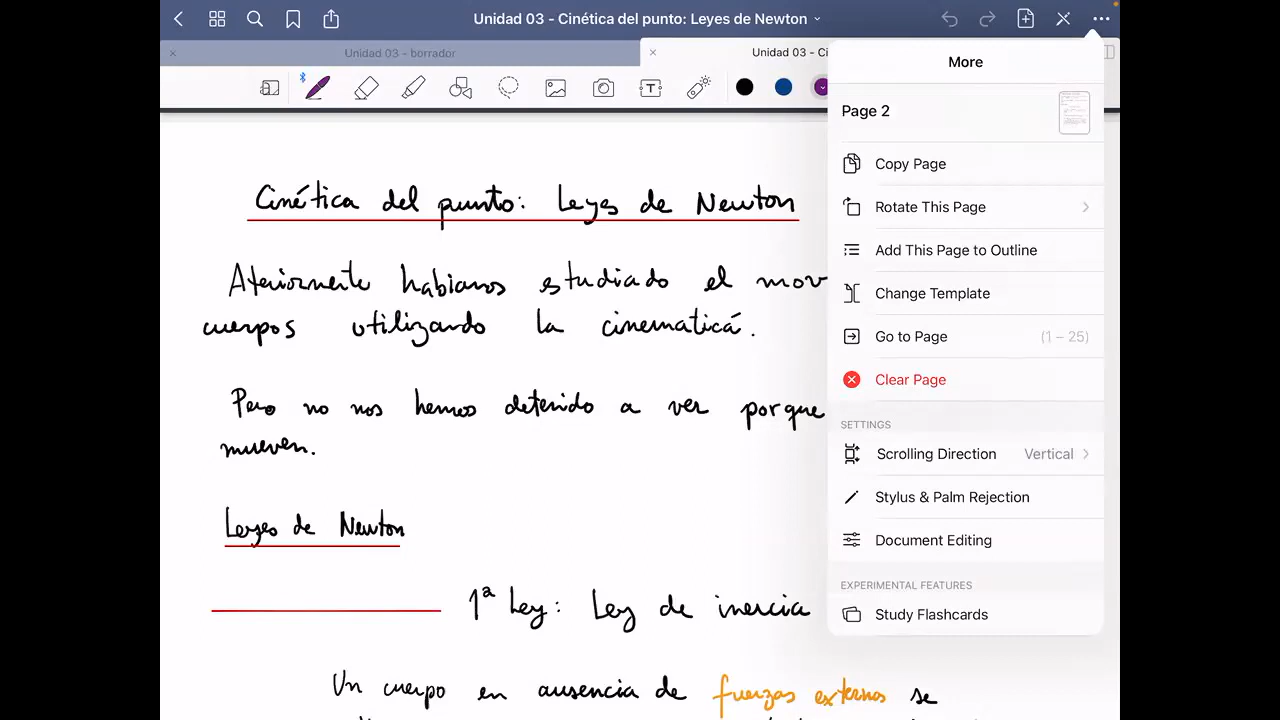 Unidad 03 - Cinética del punto: Leyes de Newton
Unidad 03 - borrador
Unidad 03 - Ci
T
More
Page 2
Copy Page
Rotate This Page
Add This Page to Outline
Change Template
Go to Page (1 – 25)
Clear Page
SETTINGS
Scrolling Direction Vertical
Stylus & Palm Rejection
Document Editing
EXPERIMENTAL FEATURES
Study Flashcards
Cinética del punto: Leyes de Newton
Ateriormente habiamos estudiado el mov
cuerpos utilizando la cinematicá.
Pero no nos hemos detenido a ver porque
mueven.
Leyes de Newton
1ª Ley: Ley de inercia
Un cuerpo en ausencia de fuerzas externas se